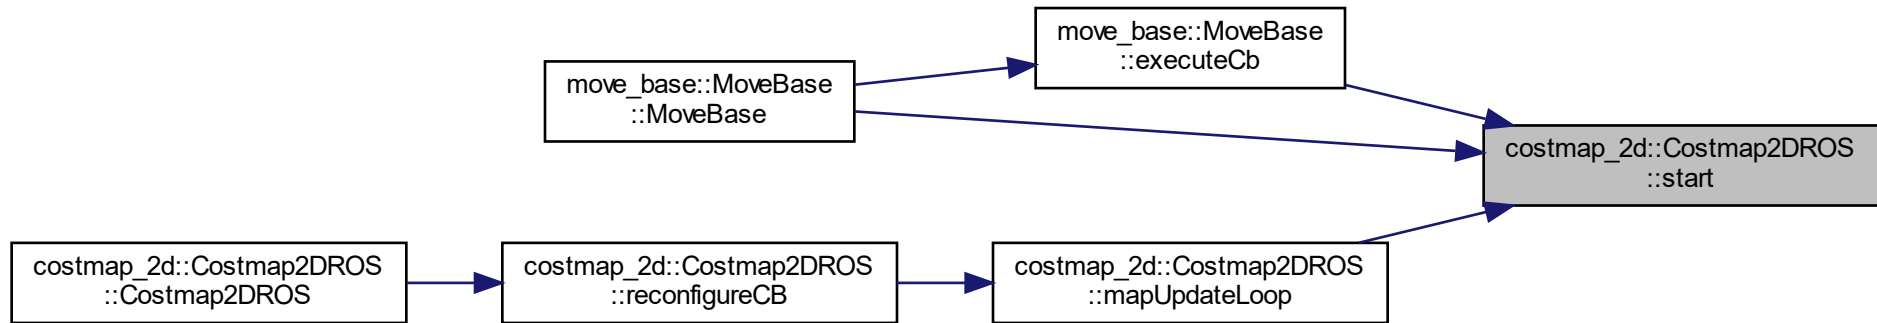 move_base::MoveBase
::executeCb
move_base::MoveBase
::MoveBase
costmap_2d::Costmap2DROS
::start
costmap_2d::Costmap2DROS
::Costmap2DROS
costmap_2d::Costmap2DROS
::reconfigureCB
costmap_2d::Costmap2DROS
::mapUpdateLoop